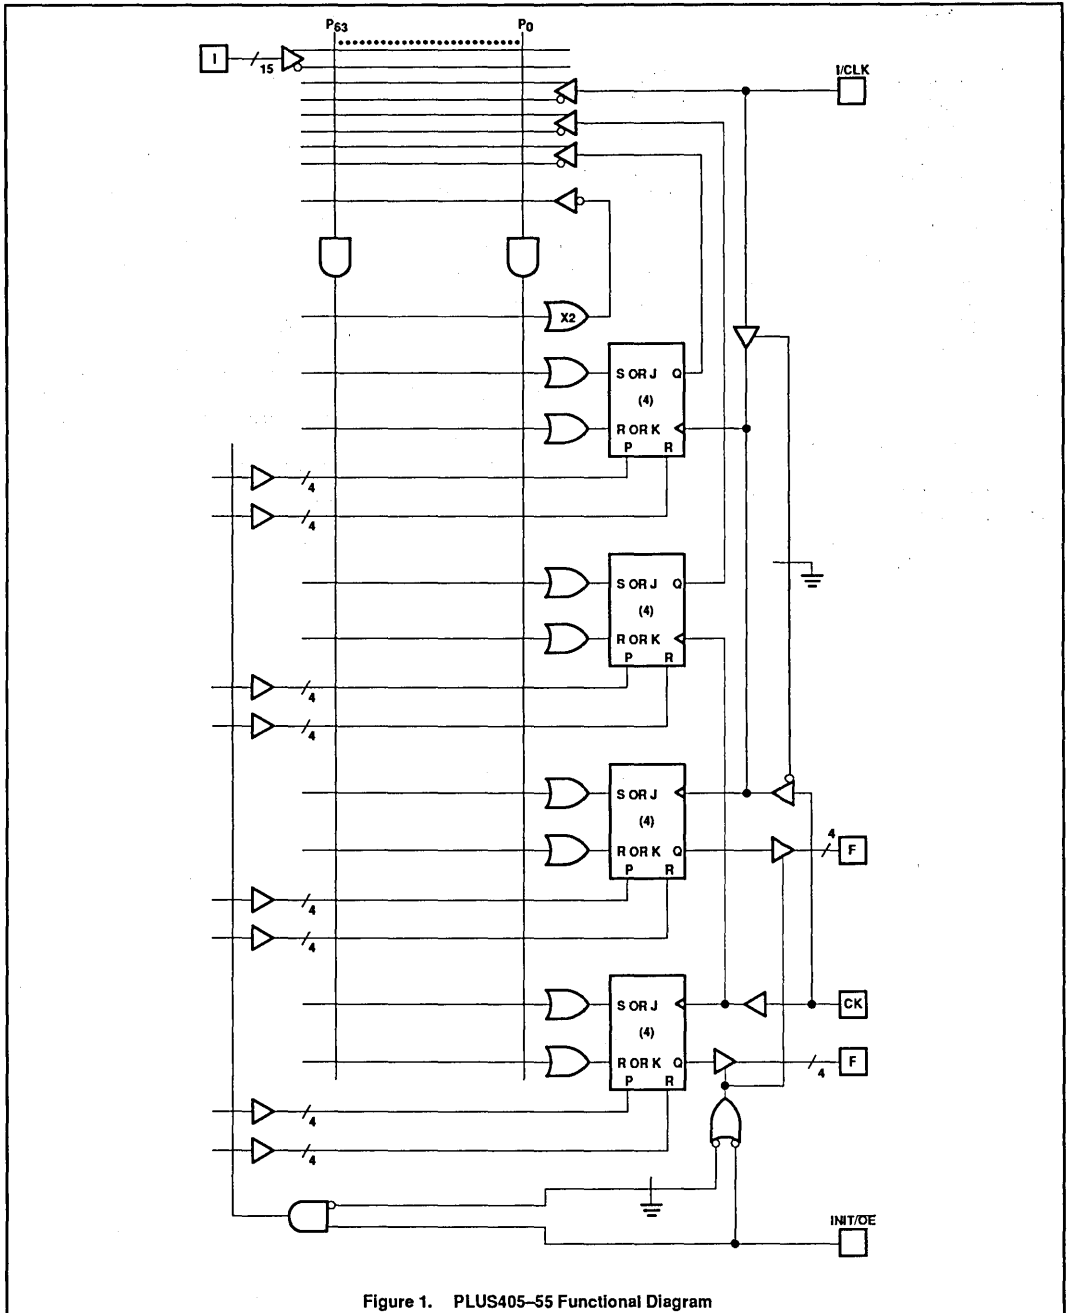 P63 P0
I 15
I/CLK
X2
S OR J Q
(4)
R OR K
P R
4
4
S OR J Q
(4)
R OR K
P R
4
4
S OR J
(4)
R OR K Q 4 F
P R
4
4
S OR J CK
(4)
R OR K Q 4 F
P R
4
4
INIT/OE
Figure 1. PLUS405–55 Functional Diagram